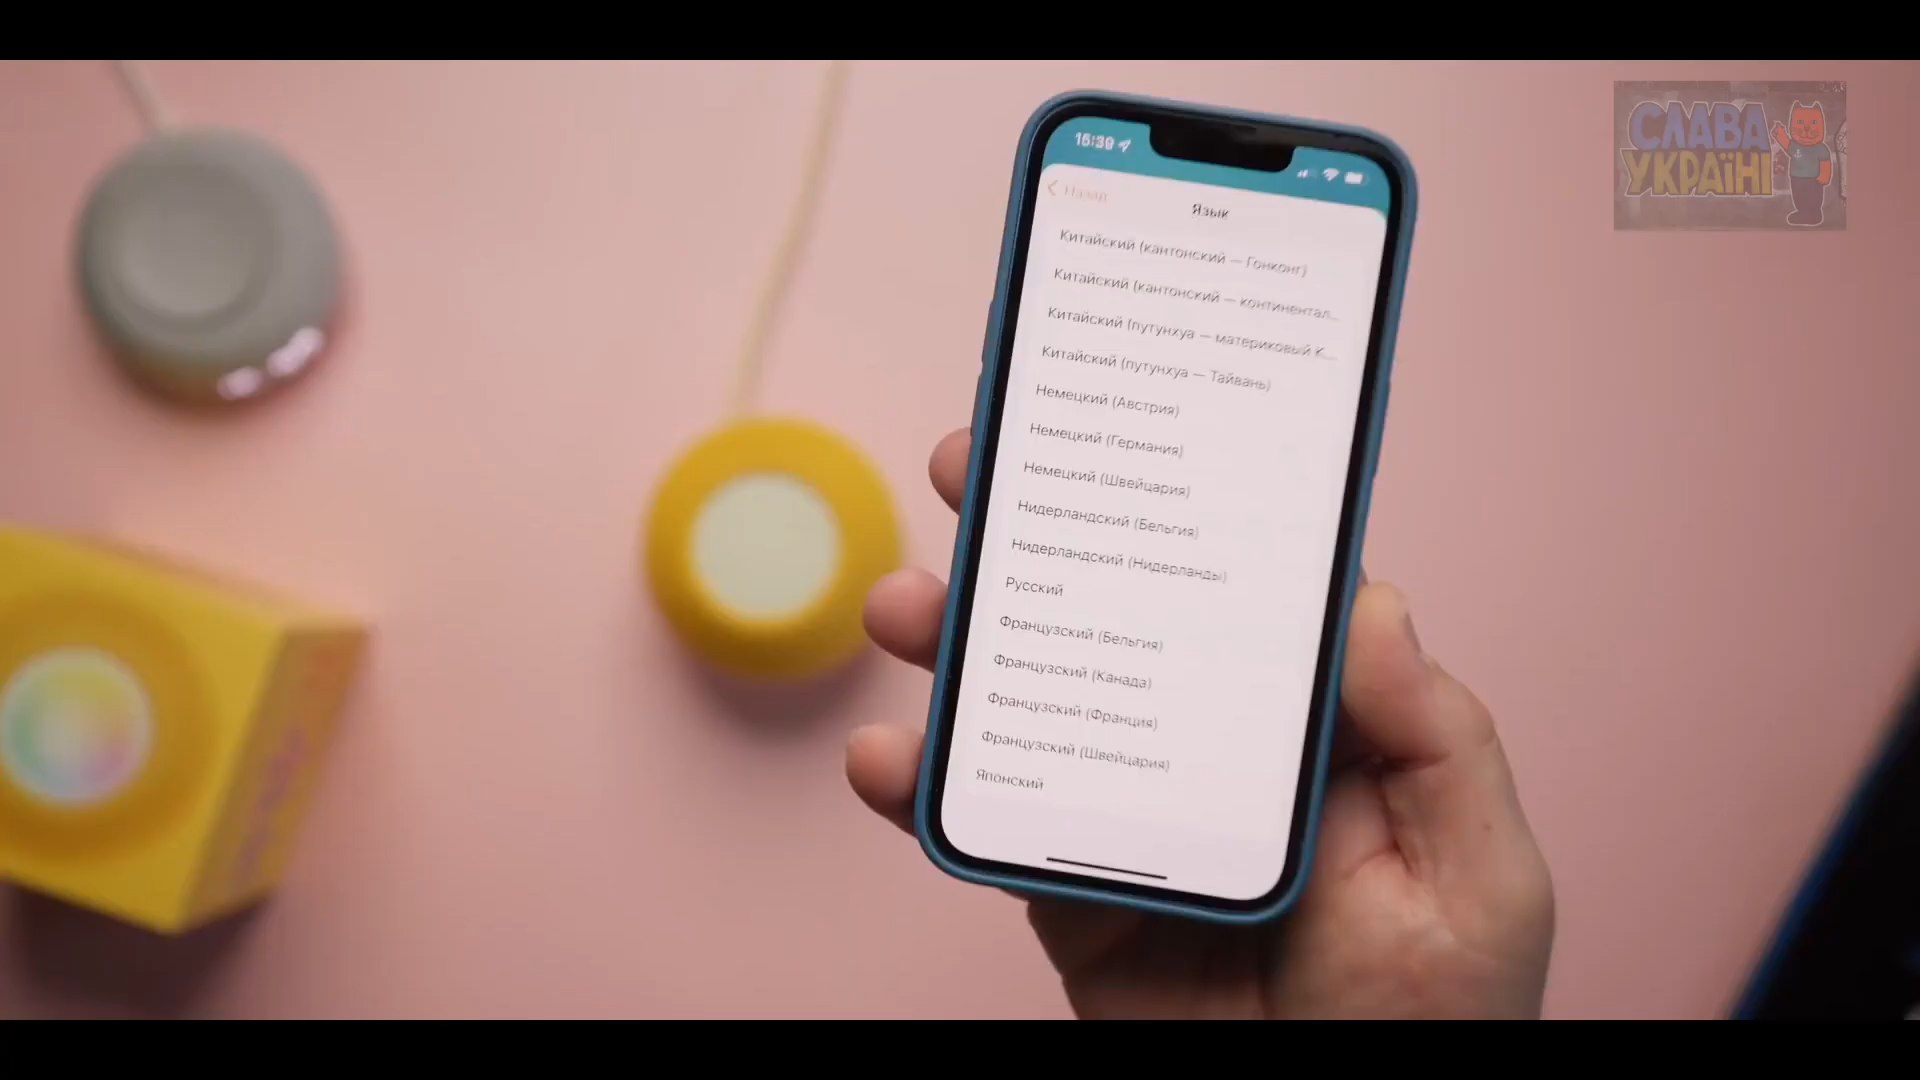 СЛАВА
УКРАЇНІ
15:39
Назад
Язык
Китайский (кантонский — Гонконг)
Китайский (кантонский — континентал...
Китайский (путунхуа — материковый К...
Китайский (путунхуа — Тайвань)
Немецкий (Австрия)
Немецкий (Германия)
Немецкий (Швейцария)
Нидерландский (Бельгия)
Нидерландский (Нидерланды)
Русский
Французский (Бельгия)
Французский (Канада)
Французский (Франция)
Французский (Швейцария)
Японский